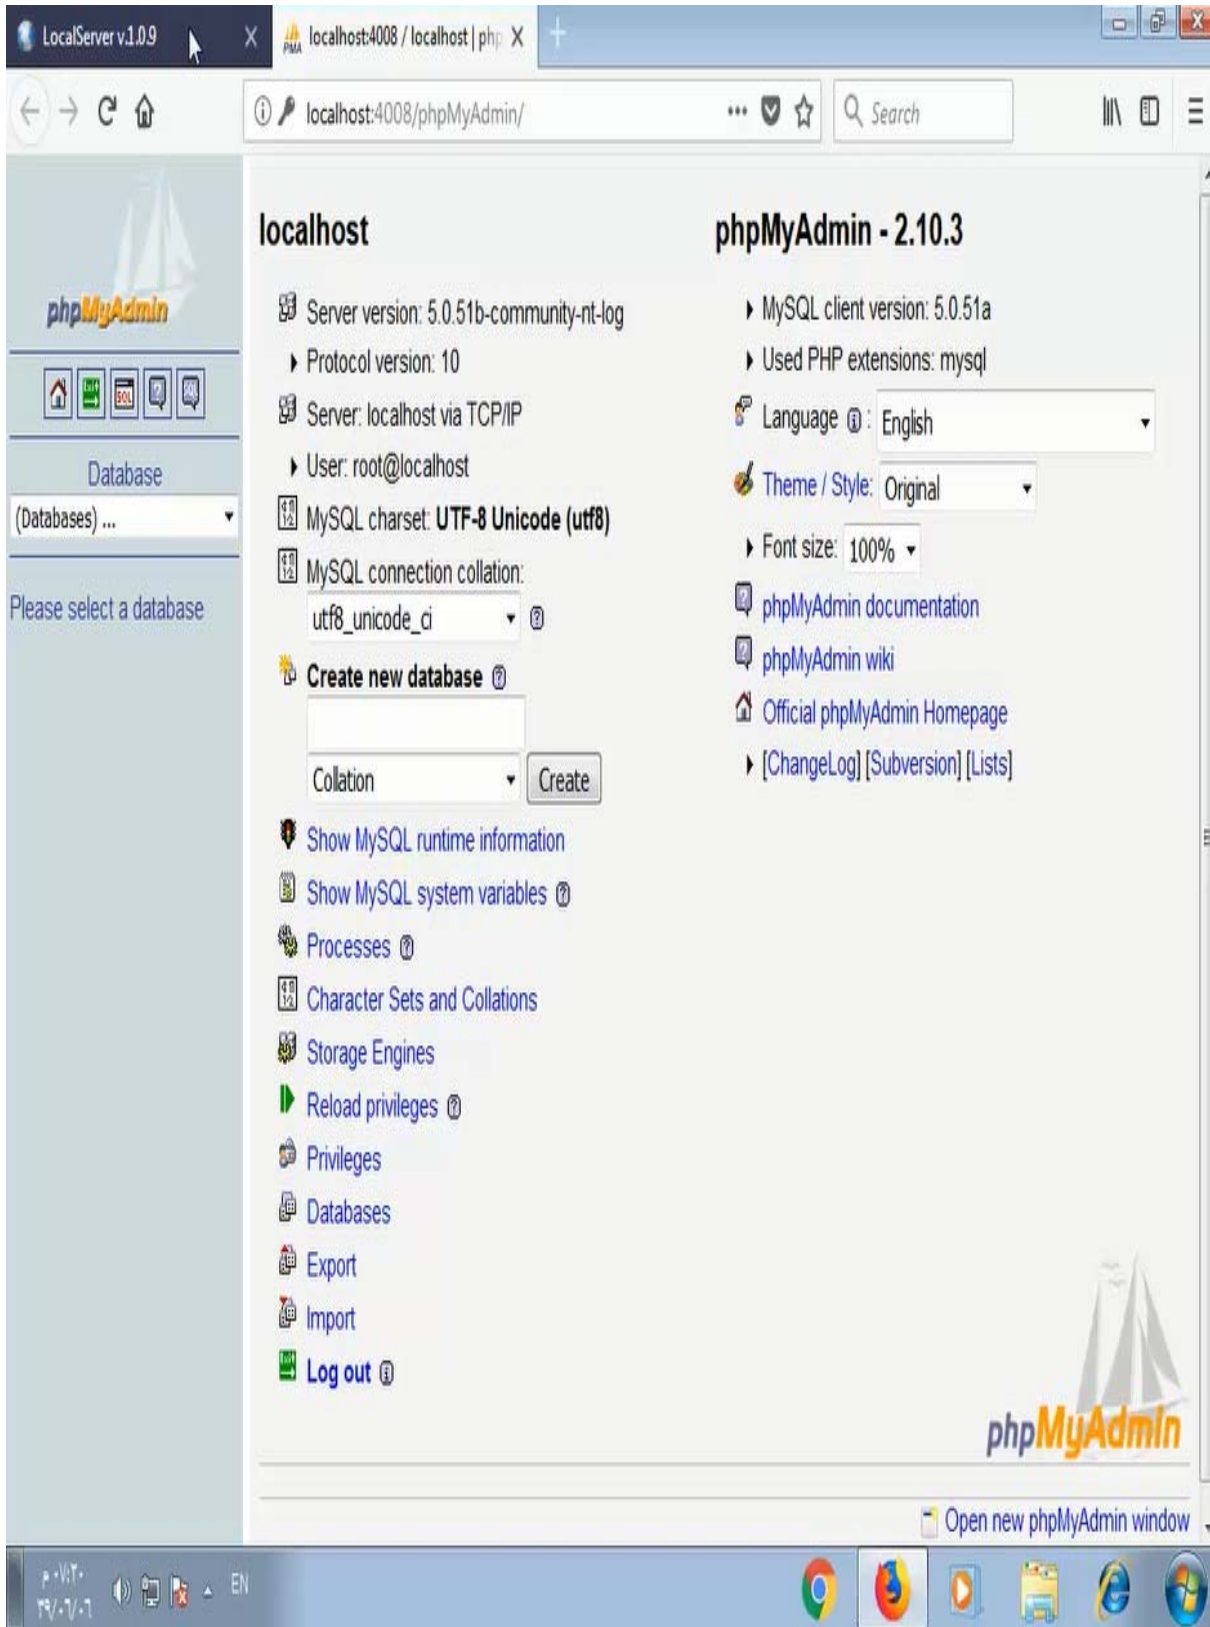 LocalServer v.1.0.9
localhost:4008 / localhost | php
localhost:4008/phpMyAdmin/
Search
phpMyAdmin
Database
(Databases) ...
Please select a database
localhost
Server version: 5.0.51b-community-nt-log
Protocol version: 10
Server: localhost via TCP/IP
User: root@localhost
MySQL charset: UTF-8 Unicode (utf8)
MySQL connection collation:
utf8_unicode_ci
Create new database
Collation
Create
Show MySQL runtime information
Show MySQL system variables
Processes
Character Sets and Collations
Storage Engines
Reload privileges
Privileges
Databases
Export
Import
Log out
phpMyAdmin - 2.10.3
MySQL client version: 5.0.51a
Used PHP extensions: mysql
Language : English
Theme / Style: Original
Font size: 100%
phpMyAdmin documentation
phpMyAdmin wiki
Official phpMyAdmin Homepage
[ChangeLog] [Subversion] [Lists]
phpMyAdmin
Open new phpMyAdmin window
EN
٠٧:٢٠ م
٣٩/٠٦/٠٦